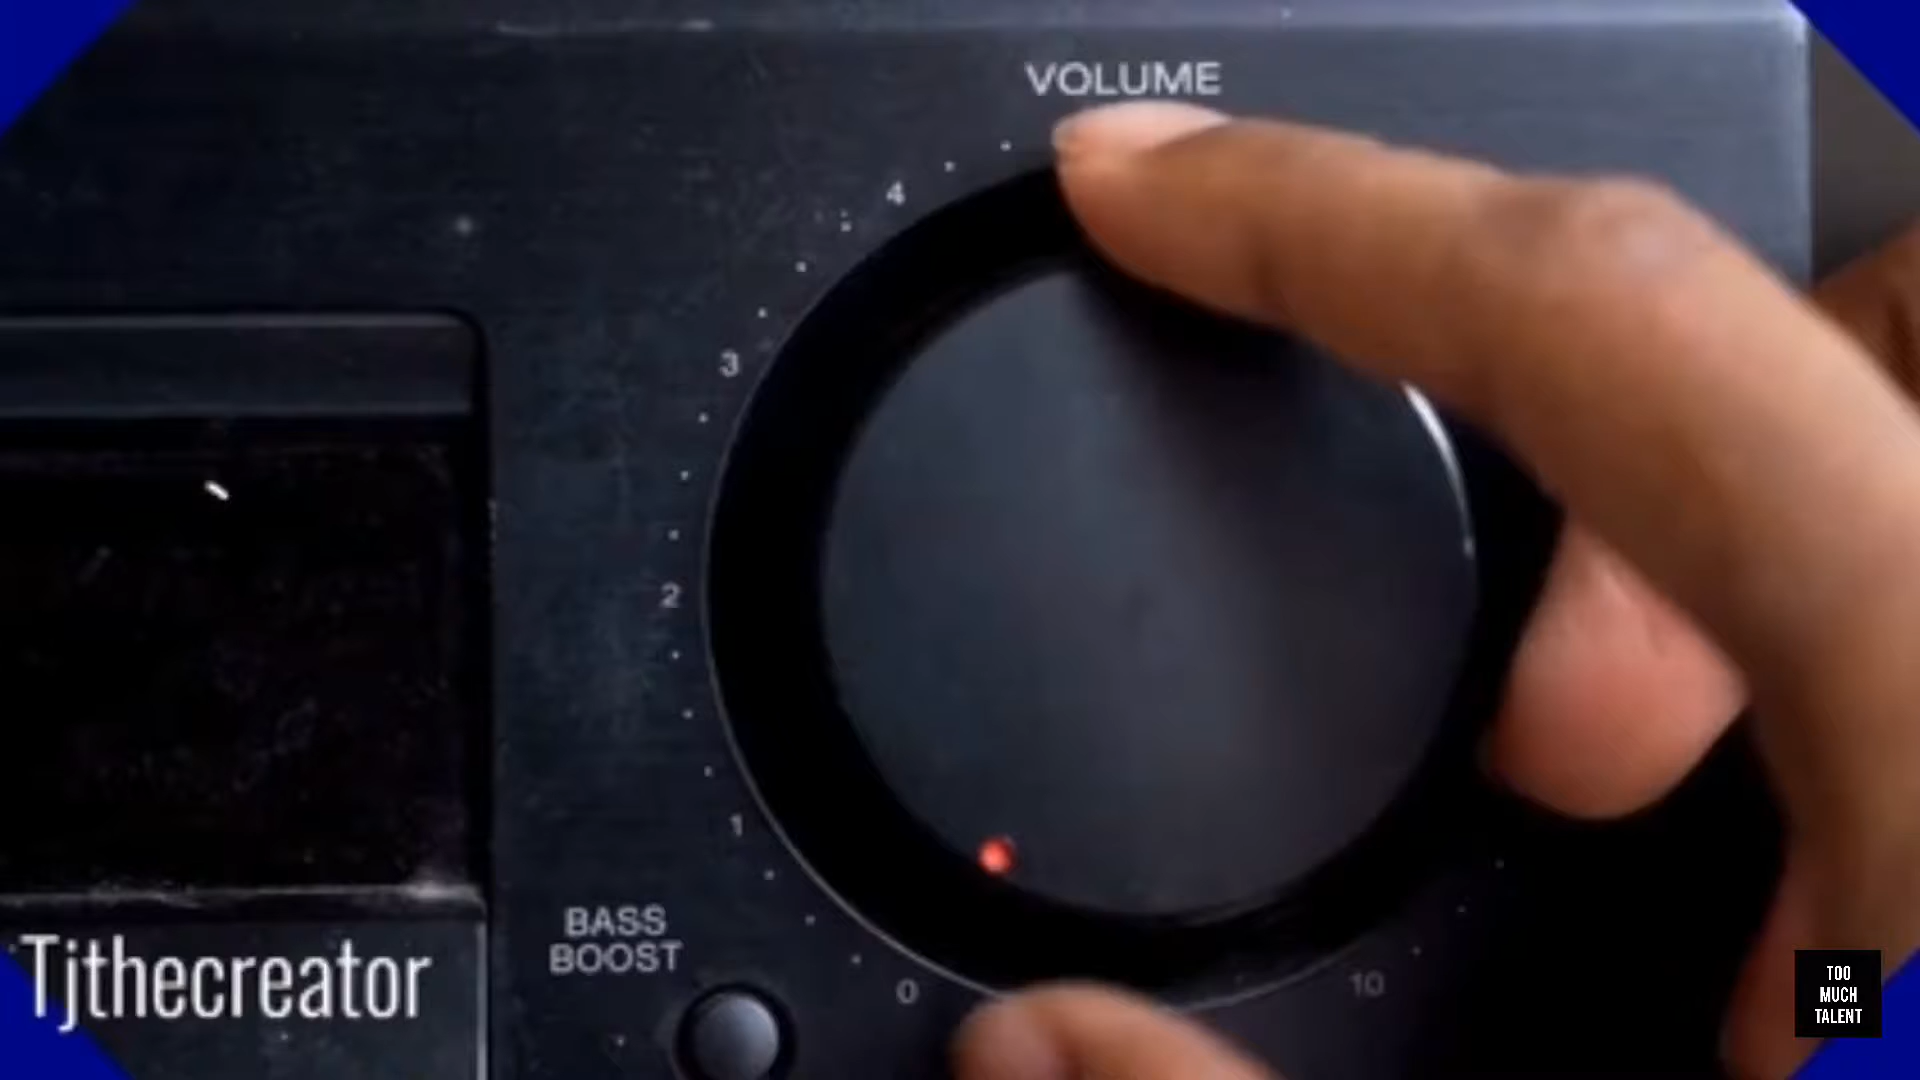 VOLUME
4
3
2
1
BASS
BOOST
0
10
Tjthecreator
TOO
MUCH
TALENT